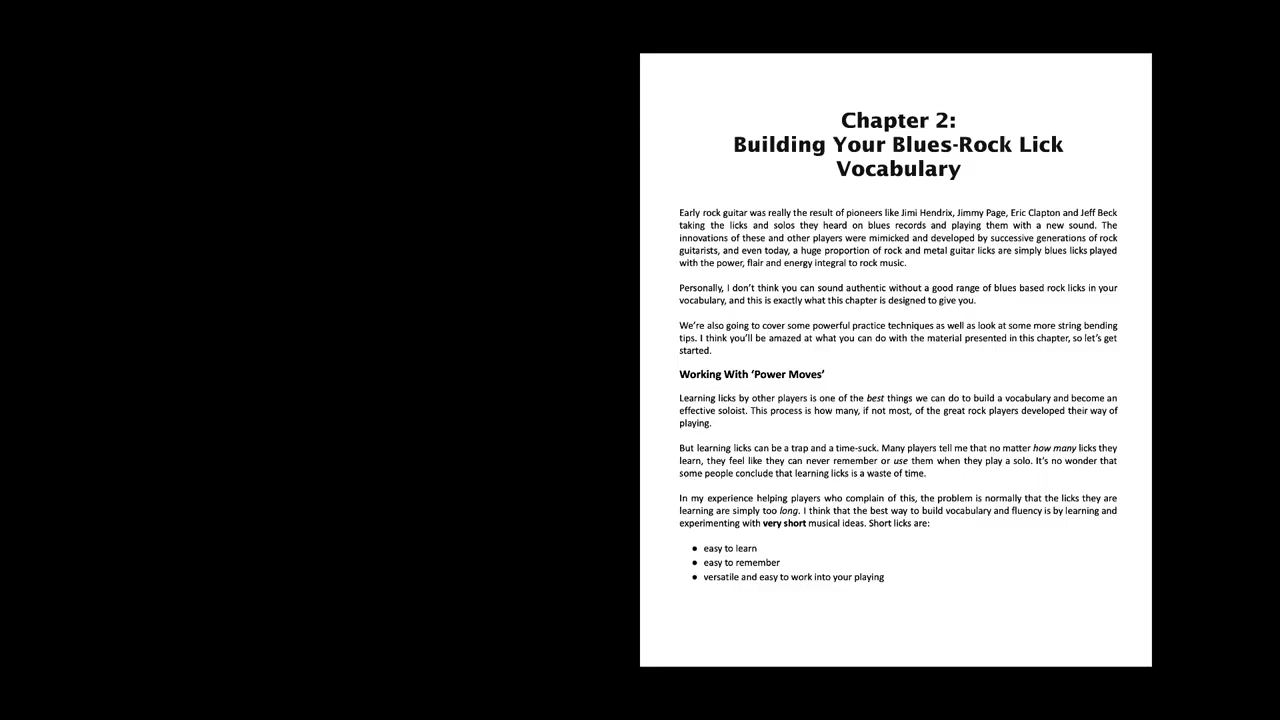 Chapter 2:
Building Your Blues-Rock Lick
Vocabulary
Early rock guitar was really the result of pioneers like Jimi Hendrix, Jimmy Page, Eric Clapton and Jeff Beck
taking the licks and solos they heard on blues records and playing them with a new sound. The
innovations of these and other players were mimicked and developed by successive generations of rock
guitarists, and even today, a huge proportion of rock and metal guitar licks are simply blues licks played
with the power, flair and energy integral to rock music.
Personally, I don’t think you can sound authentic without a good range of blues based rock licks in your
vocabulary, and this is exactly what this chapter is designed to give you.
We’re also going to cover some powerful practice techniques as well as look at some more string bending
tips. I think you’ll be amazed at what you can do with the material presented in this chapter, so let’s get
started.
Working With ‘Power Moves’
Learning licks by other players is one of the best things we can do to build a vocabulary and become an
effective soloist. This process is how many, if not most, of the great rock players developed their way of
playing.
But learning licks can be a trap and a time-suck. Many players tell me that no matter how many licks they
learn, they feel like they can never remember or use them when they play a solo. It’s no wonder that
some people conclude that learning licks is a waste of time.
In my experience helping players who complain of this, the problem is normally that the licks they are
learning are simply too long. I think that the best way to build vocabulary and fluency is by learning and
experimenting with very short musical ideas. Short licks are:
● easy to learn
● easy to remember
● versatile and easy to work into your playing